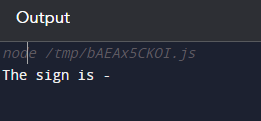 Output
node /tmp/bAEAx5CKOI.js
The sign is -